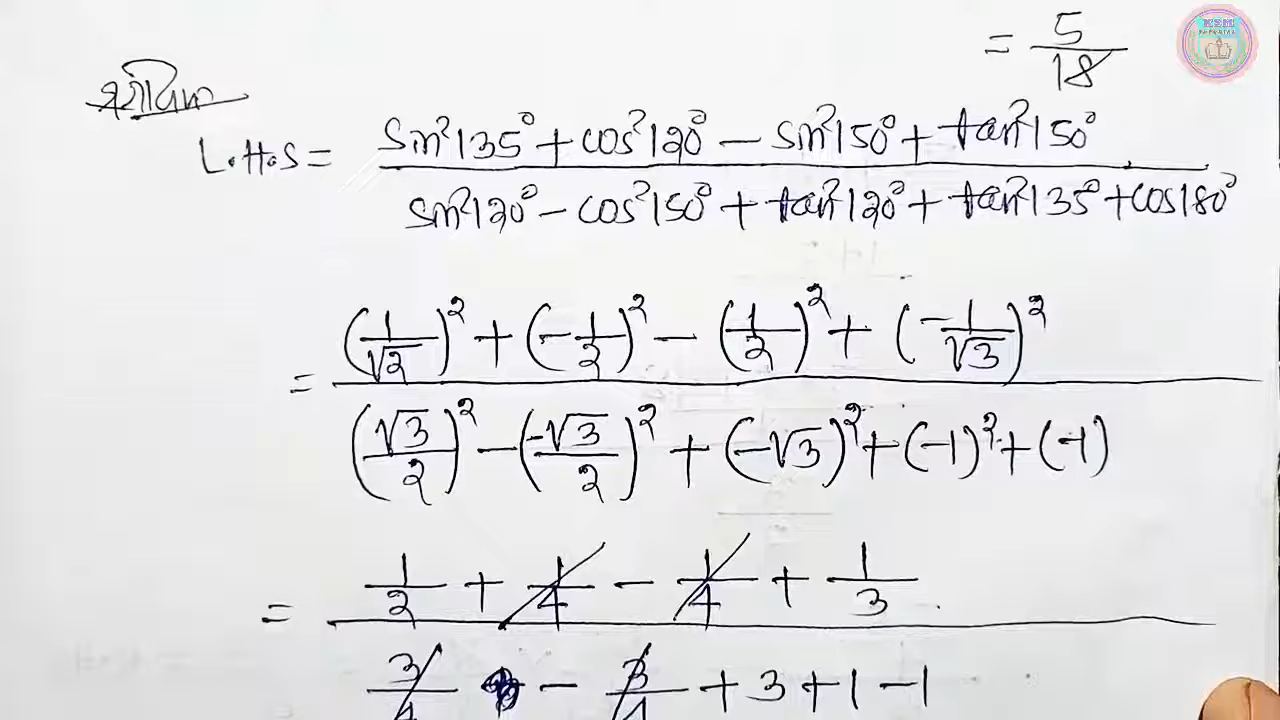 = 5/18
KSM
L.H.S = (sin²135° + cos²120° − sin²150° + tan²150°) / (sin²120° − cos²150° + tan²120° + tan²135° + cos180°)
= ((1/√2)² + (−1/2)² − (1/2)² + (−1/√3)²) / ((√3/2)² − (−√3/2)² + (−√3)² + (−1)² + (−1))
= (1/2 + 1/4 − 1/4 + 1/3) / (3/4 − 3/4 + 3 + 1 − 1)